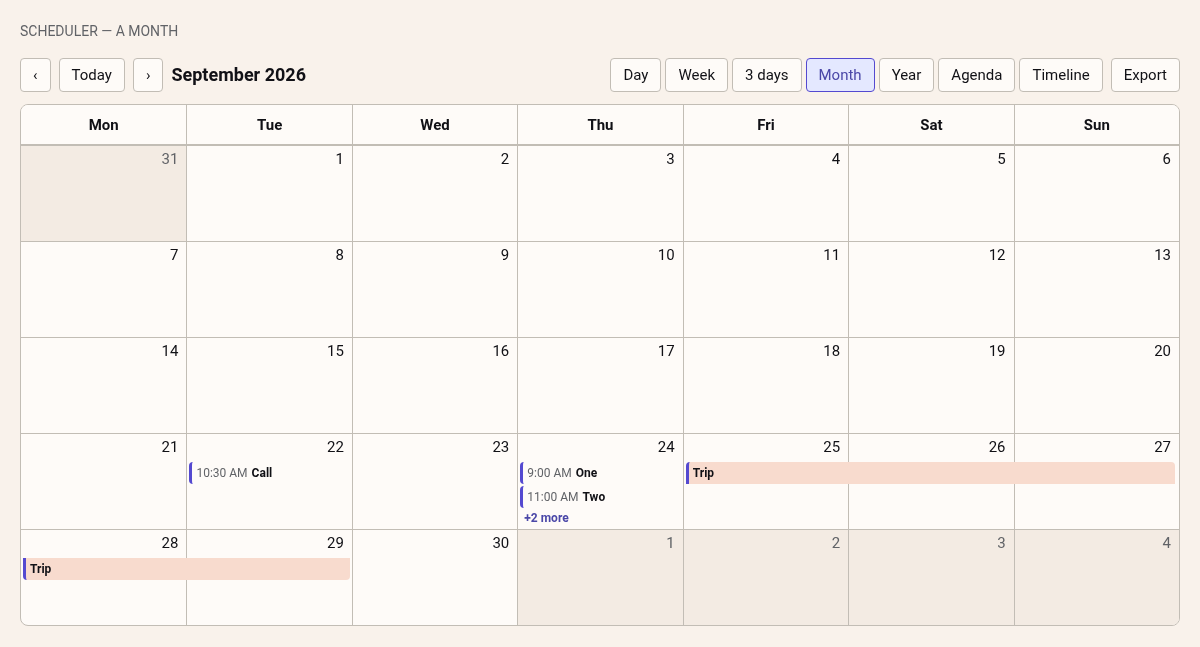 SCHEDULER — A MONTH
‹ Today › September 2026 Day Week 3 days Month Year Agenda Timeline Export
Mon Tue Wed Thu Fri Sat Sun
31 1 2 3 4 5 6
7 8 9 10 11 12 13
14 15 16 17 18 19 20
21 22 23 24 25 26 27
10:30 AM Call 9:00 AM One Trip
11:00 AM Two
+2 more
28 29 30 1 2 3 4
Trip